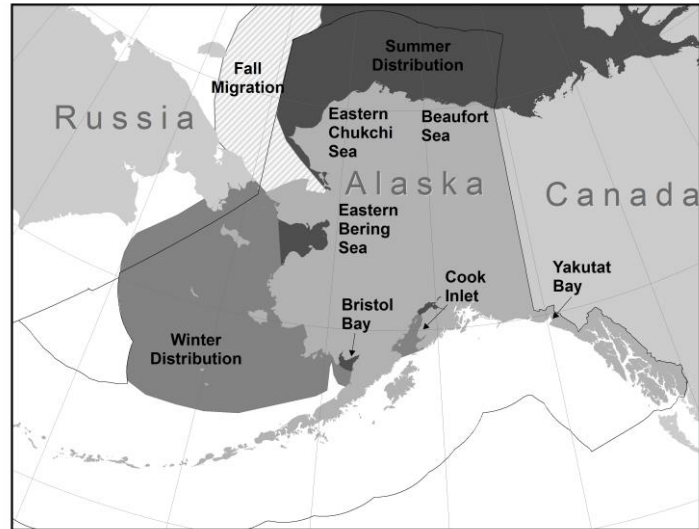 Summer
Distribution
Fall
Migration
Russia
Eastern
Chukchi
Sea
Beaufort
Sea
Alaska
Canada
Eastern
Bering
Sea
Cook
Inlet
Yakutat
Bay
Bristol
Bay
Winter
Distribution